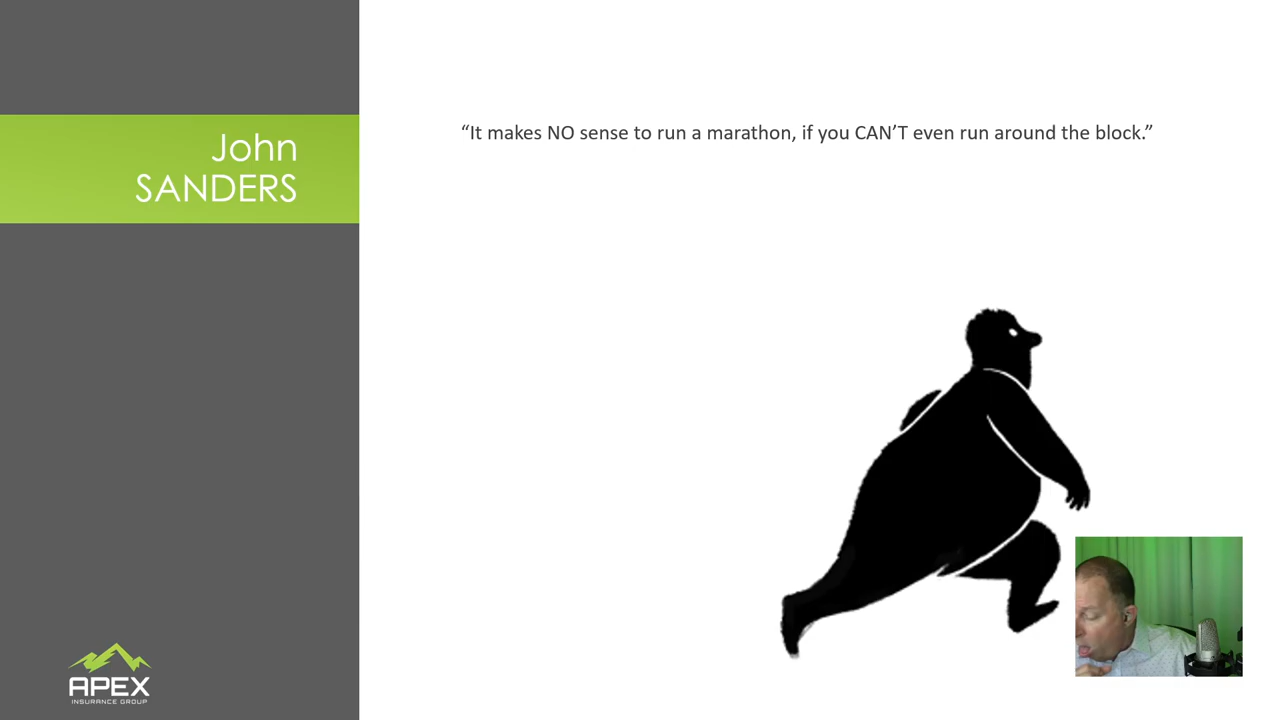 John
SANDERS
“It makes NO sense to run a marathon, if you CAN’T even run around the block.”
APEX
INSURANCE GROUP